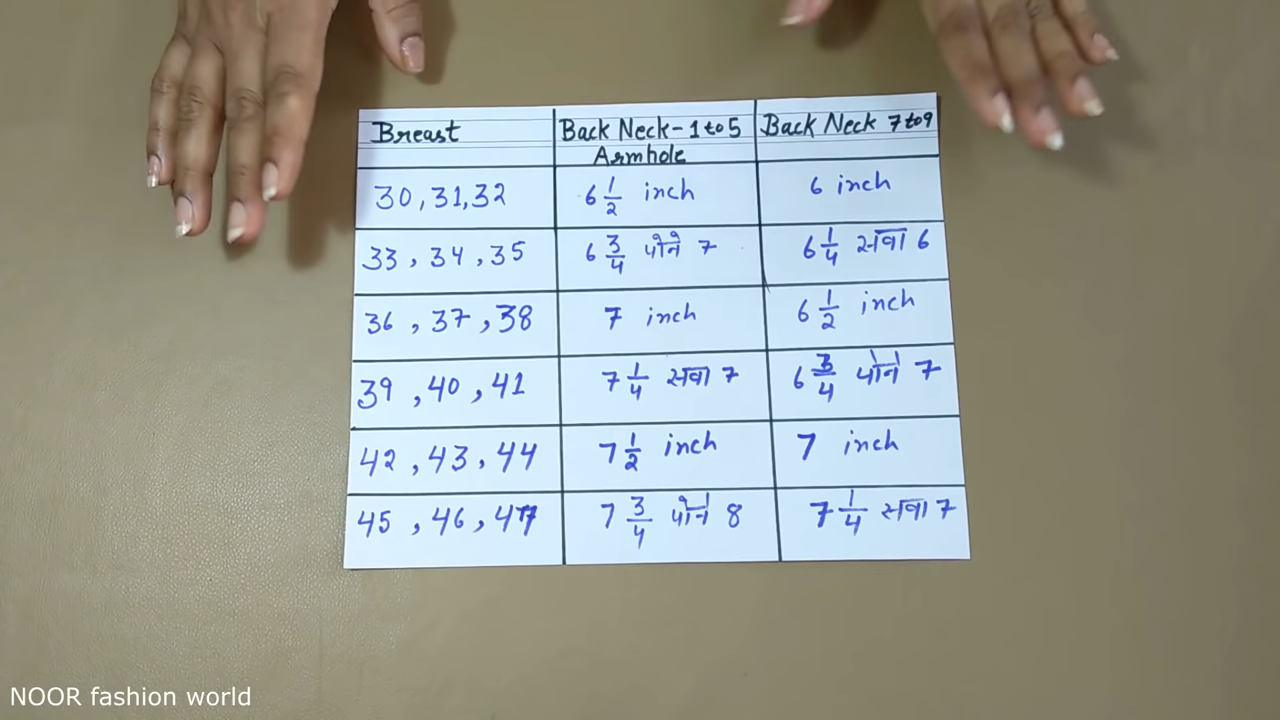 Breast Back Neck-1 to 5 Back Neck 7 to 9
Armhole
30, 31, 32 6 1/2 inch 6 inch
33, 34, 35 6 3/4 पौने 7 6 1/4 सवा 6
36, 37, 38 7 inch 6 1/2 inch
39, 40, 41 7 1/4 सवा 7 6 3/4 पौने 7
42, 43, 44 7 1/2 inch 7 inch
45, 46, 47 7 3/4 पौने 8 7 1/4 सवा 7
NOOR fashion world